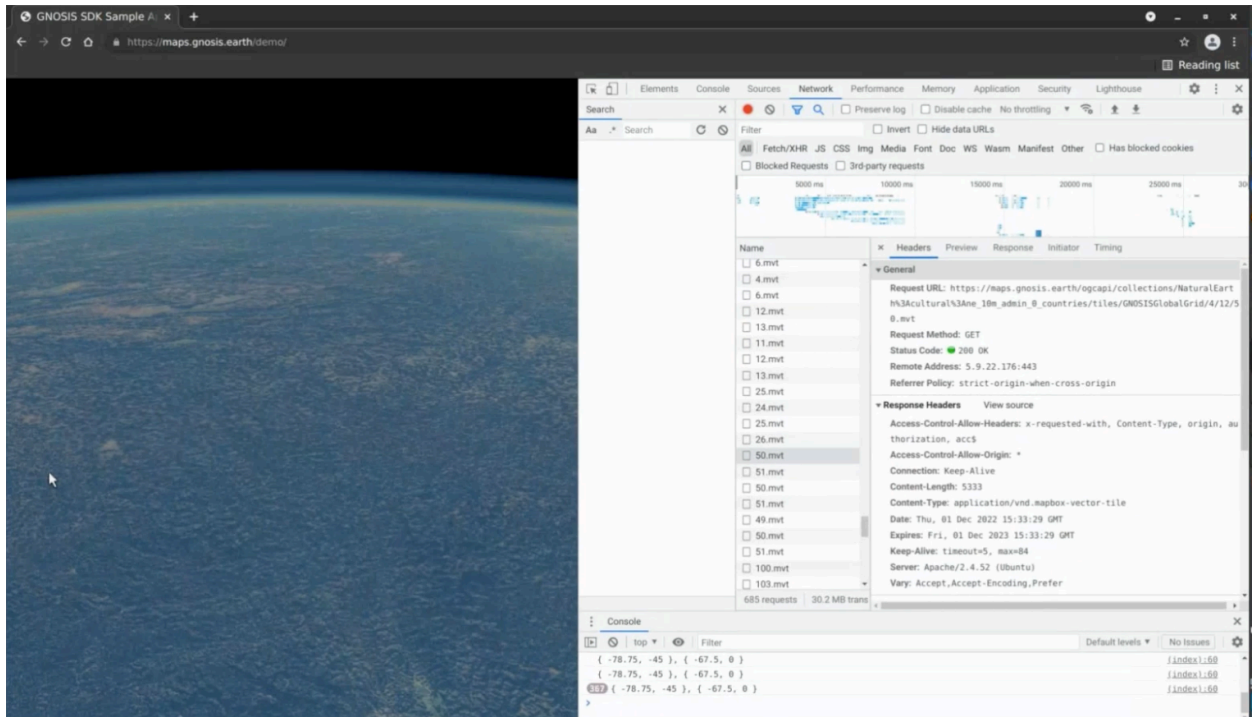 GNOSIS SDK Sample A
https://maps.gnosis.earth/demo/
Reading list
Elements Console Sources Network Performance Memory Application Security Lighthouse
Search
Preserve log Disable cache No throttling
Aa .* Search
Filter Invert Hide data URLs
All Fetch/XHR JS CSS Img Media Font Doc WS Wasm Manifest Other Has blocked cookies
Blocked Requests 3rd-party requests
5000 ms 10000 ms 15000 ms 20000 ms 25000 ms 30
Name
6.mvt
4.mvt
6.mvt
12.mvt
13.mvt
11.mvt
12.mvt
13.mvt
25.mvt
24.mvt
25.mvt
26.mvt
50.mvt
51.mvt
50.mvt
51.mvt
49.mvt
50.mvt
51.mvt
100.mvt
103.mvt
685 requests 30.2 MB trans
Headers Preview Response Initiator Timing
General
Request URL: https://maps.gnosis.earth/ogcapi/collections/NaturalEart
h%3Acultural%3Ane_10m_admin_0_countries/tiles/GNOSISGlobalGrid/4/12/5
0.mvt
Request Method: GET
Status Code: 200 OK
Remote Address: 5.9.22.176:443
Referrer Policy: strict-origin-when-cross-origin
Response Headers View source
Access-Control-Allow-Headers: x-requested-with, Content-Type, origin, au
thorization, acc$
Access-Control-Allow-Origin: *
Connection: Keep-Alive
Content-Length: 5333
Content-Type: application/vnd.mapbox-vector-tile
Date: Thu, 01 Dec 2022 15:33:29 GMT
Expires: Fri, 01 Dec 2023 15:33:29 GMT
Keep-Alive: timeout=5, max=84
Server: Apache/2.4.52 (Ubuntu)
Vary: Accept,Accept-Encoding,Prefer
Console
top Filter Default levels No Issues
{ -78.75, -45 }, { -67.5, 0 } (index):60
{ -78.75, -45 }, { -67.5, 0 } (index):60
{ -78.75, -45 }, { -67.5, 0 } (index):60